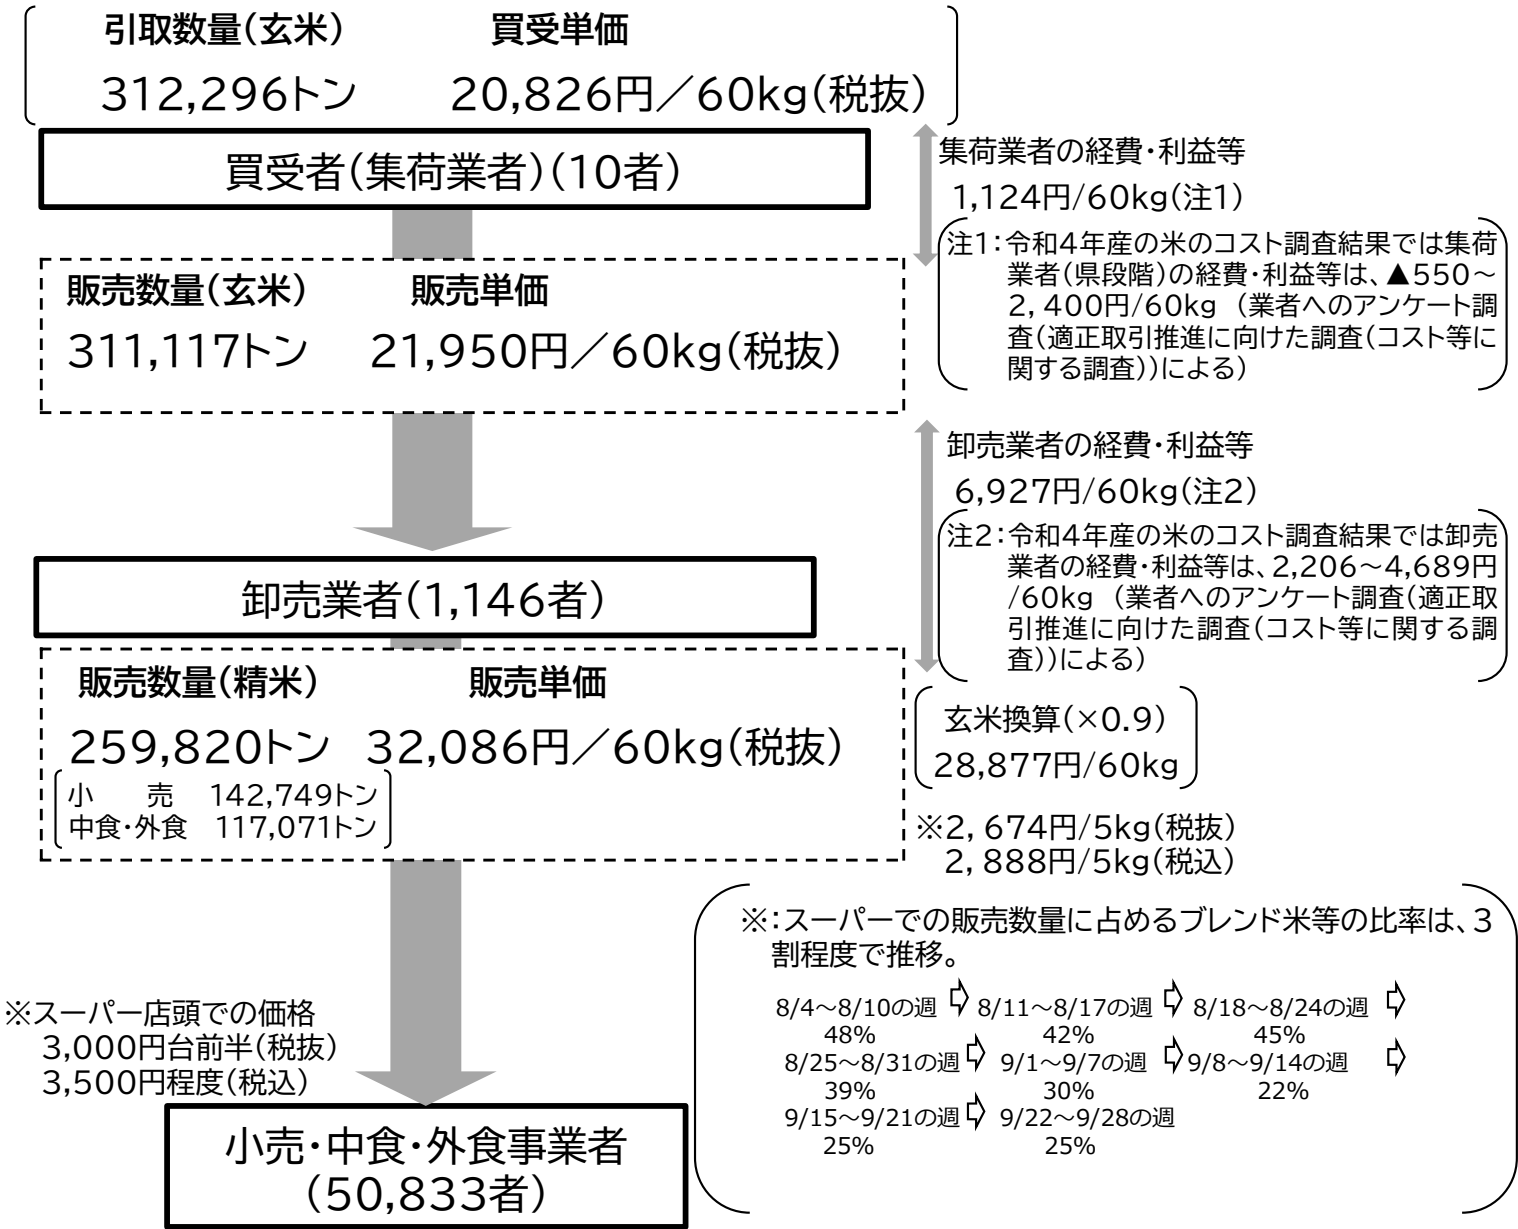 引取数量(玄米) 買受単価
312,296トン 20,826円／60kg(税抜)
買受者(集荷業者)(10者)
集荷業者の経費・利益等
1,124円/60kg(注1)
注1：令和4年産の米のコスト調査結果では集荷
業者(県段階)の経費・利益等は、▲550～
2,400円/60kg (業者へのアンケート調
査(適正取引推進に向けた調査(コスト等に
関する調査))による)
販売数量(玄米) 販売単価
311,117トン 21,950円／60kg(税抜)
卸売業者の経費・利益等
6,927円/60kg(注2)
注2：令和4年産の米のコスト調査結果では卸売
業者の経費・利益等は、2,206～4,689円
/60kg (業者へのアンケート調査(適正取
引推進に向けた調査(コスト等に関する調
査))による)
卸売業者(1,146者)
販売数量(精米) 販売単価
259,820トン 32,086円／60kg(税抜)
小 売 142,749トン
中食・外食 117,071トン
玄米換算(×0.9)
28,877円/60kg
※2,674円/5kg(税抜)
2,888円/5kg(税込)
※：スーパーでの販売数量に占めるブレンド米等の比率は、3
割程度で推移。
8/4～8/10の週 ⇨ 8/11～8/17の週 ⇨ 8/18～8/24の週 ⇨
48% 42% 45%
8/25～8/31の週 ⇨ 9/1～9/7の週 ⇨ 9/8～9/14の週 ⇨
39% 30% 22%
9/15～9/21の週 ⇨ 9/22～9/28の週
25% 25%
※スーパー店頭での価格
3,000円台前半(税抜)
3,500円程度(税込)
小売・中食・外食事業者
(50,833者)